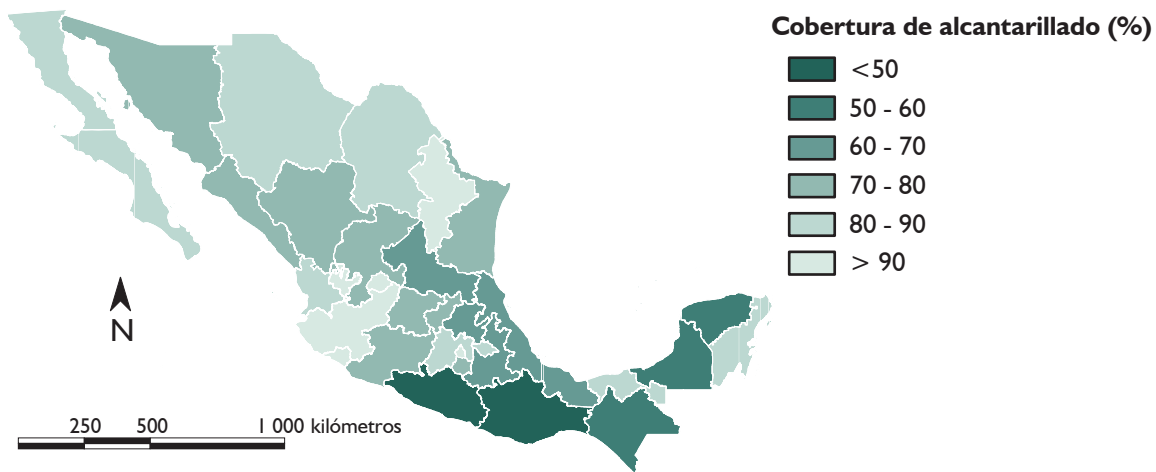 Cobertura de alcantarillado (%)
<50
50 - 60
60 - 70
70 - 80
80 - 90
> 90
N
250 500 1 000 kilómetros